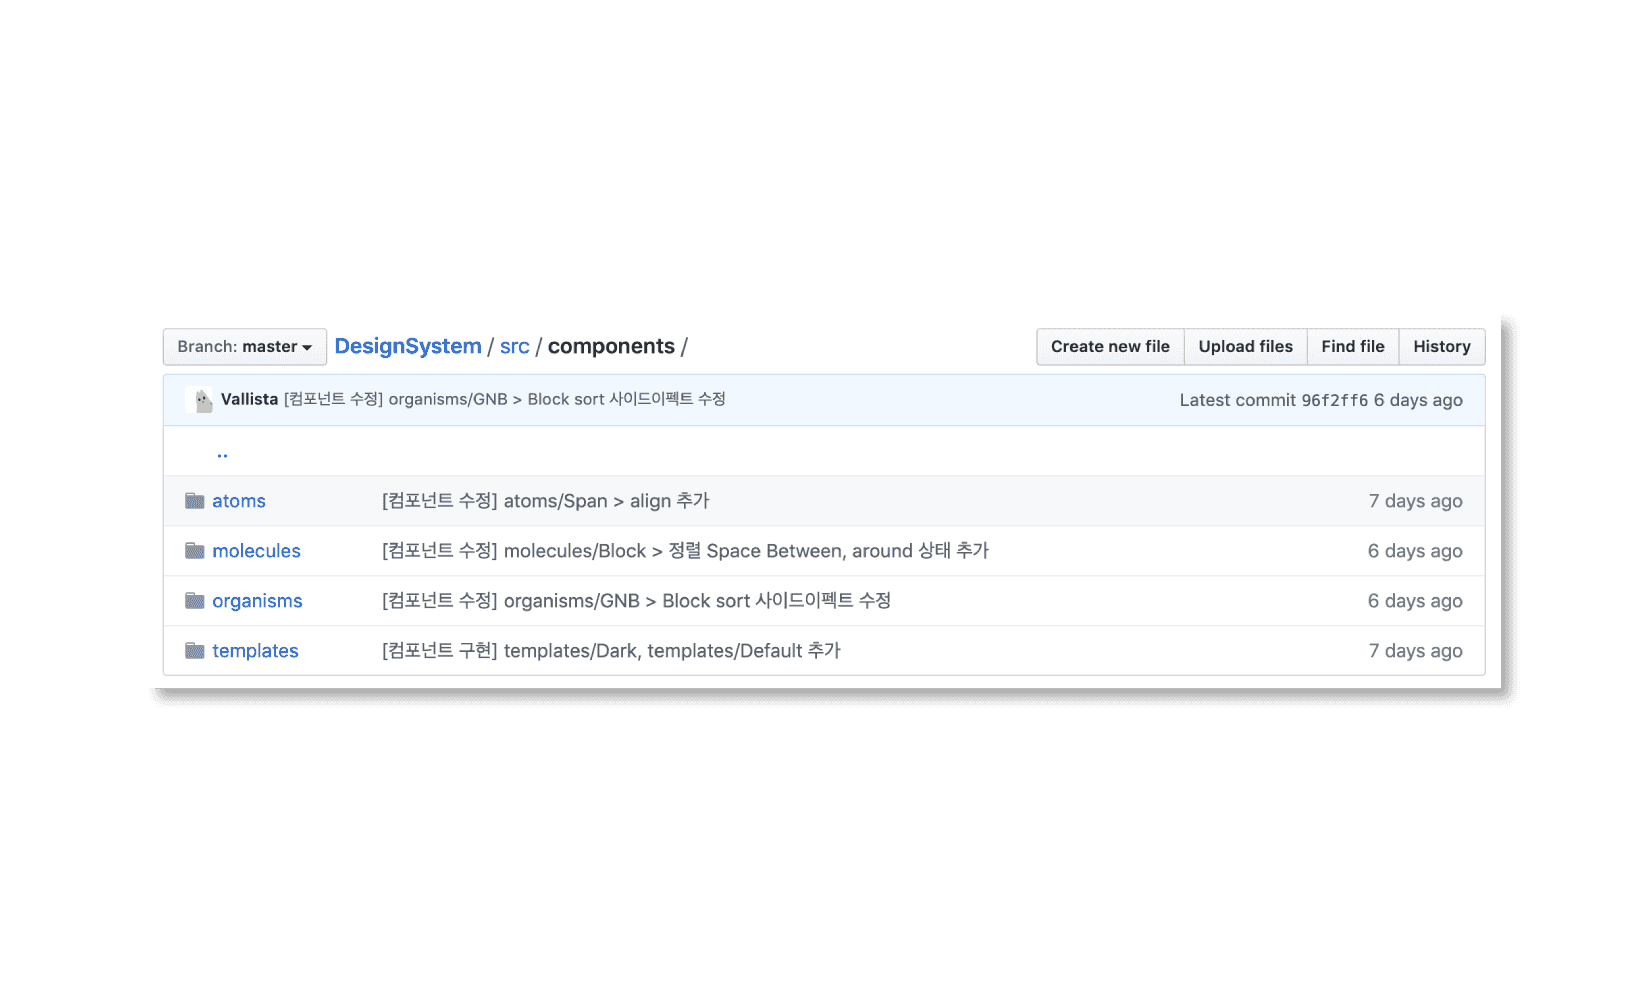 Branch: master DesignSystem / src / components / Create new file Upload files Find file History
Vallista [컴포넌트 수정] organisms/GNB > Block sort 사이드이펙트 수정 Latest commit 96f2ff6 6 days ago
..
atoms [컴포넌트 수정] atoms/Span > align 추가 7 days ago
molecules [컴포넌트 수정] molecules/Block > 정렬 Space Between, around 상태 추가 6 days ago
organisms [컴포넌트 수정] organisms/GNB > Block sort 사이드이펙트 수정 6 days ago
templates [컴포넌트 구현] templates/Dark, templates/Default 추가 7 days ago